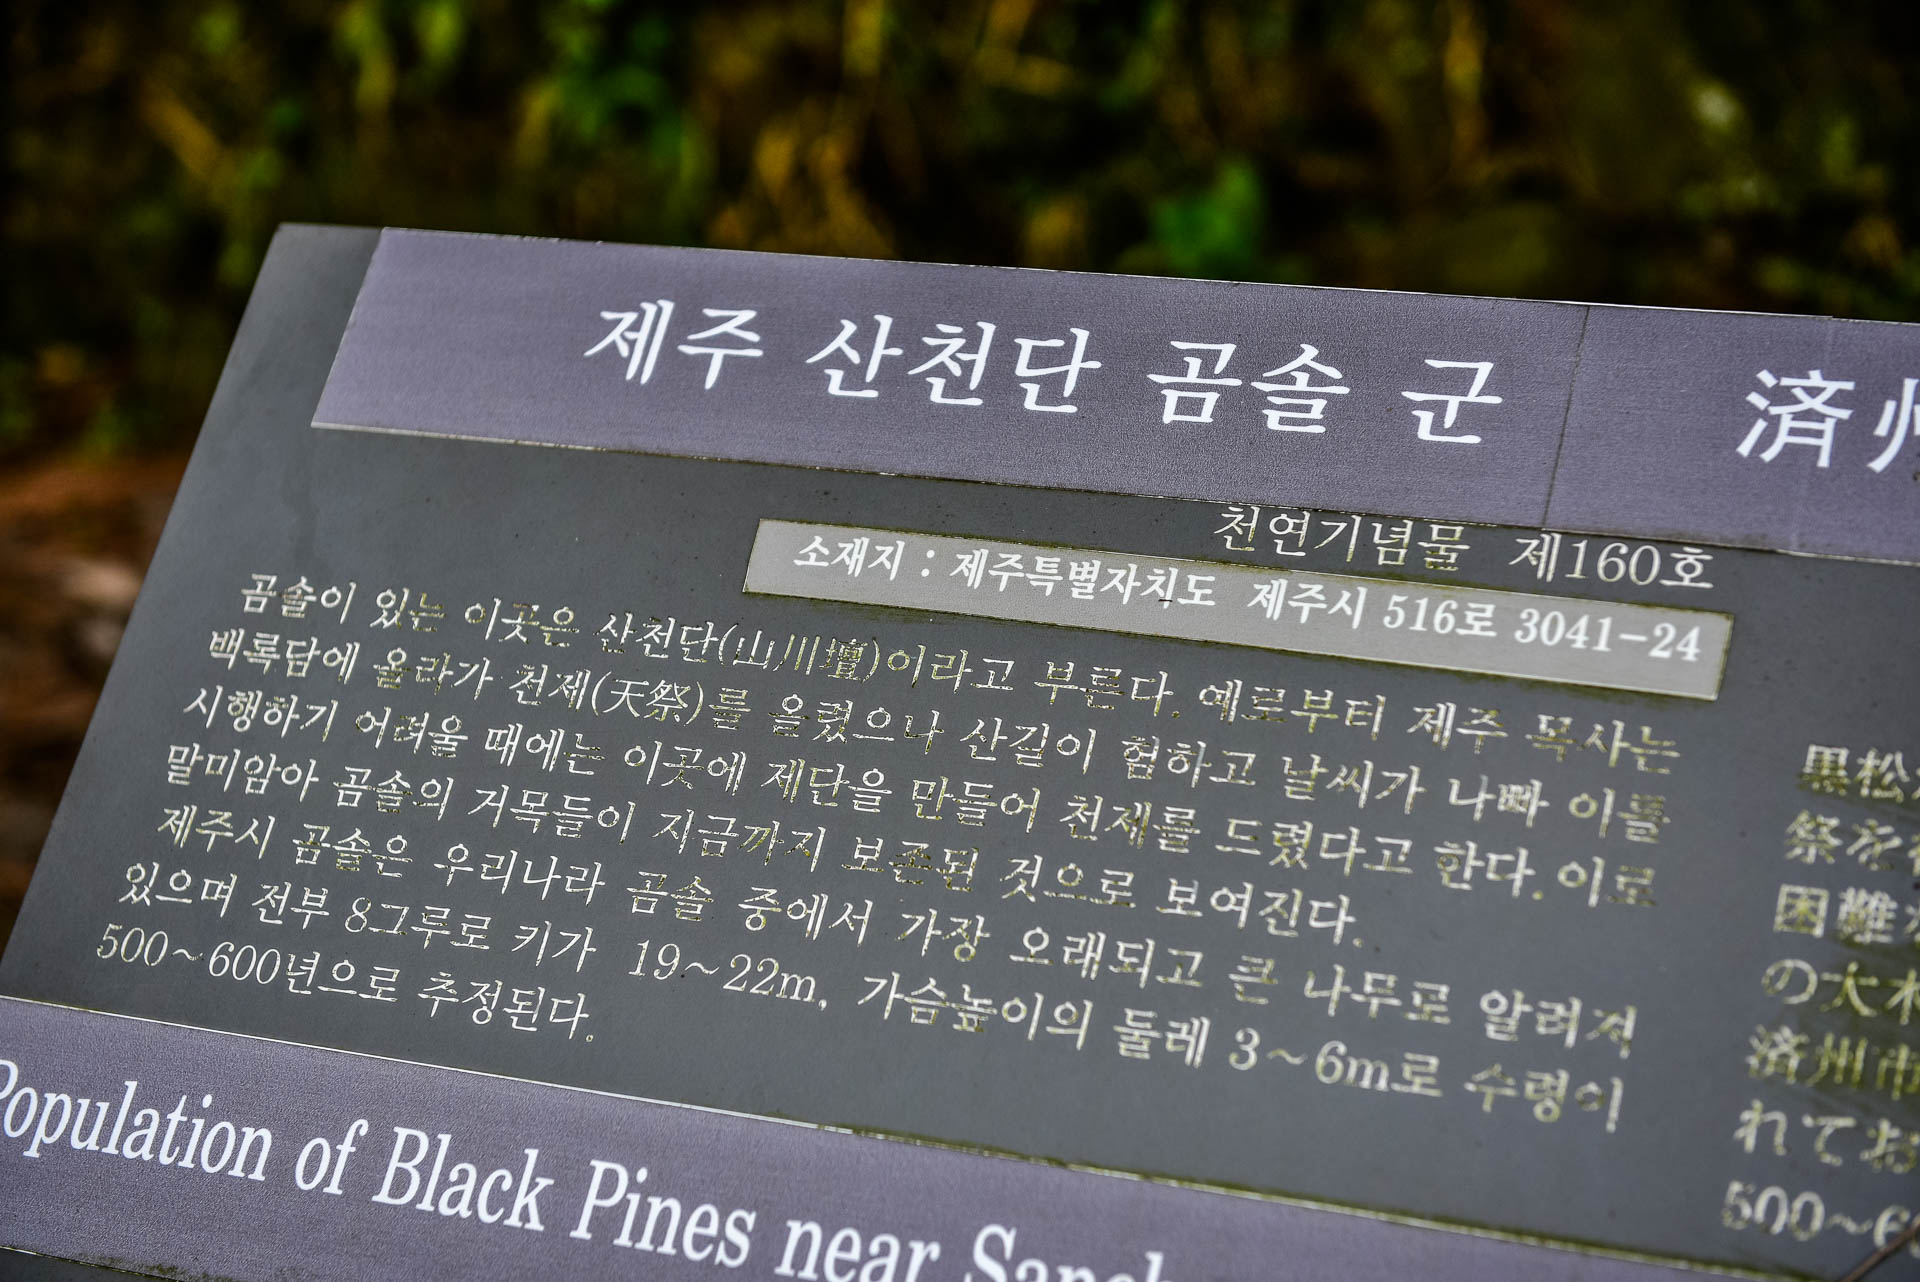 제주 산천단 곰솔 군
済州
천연기념물 제160호
소재지 : 제주특별자치도 제주시 516로 3041-24
곰솔이 있는 이곳은 산천단(山川壇)이라고 부른다. 예로부터 제주 목사는
백록담에 올라가 천제(天祭)를 올렸으나 산길이 험하고 날씨가 나빠 이를
시행하기 어려울 때에는 이곳에 제단을 만들어 천제를 드렸다고 한다. 이로
말미암아 곰솔의 거목들이 지금까지 보존된 것으로 보여진다.
제주시 곰솔은 우리나라 곰솔 중에서 가장 오래되고 큰 나무로 알려져
있으며 전부 8그루로 키가 19~22m, 가슴높이의 둘레 3~6m로 수령이
500~600년으로 추정된다.
黒松
祭を
困難
の大
済州市
れてお
500~6
Population of Black Pines near Sanch